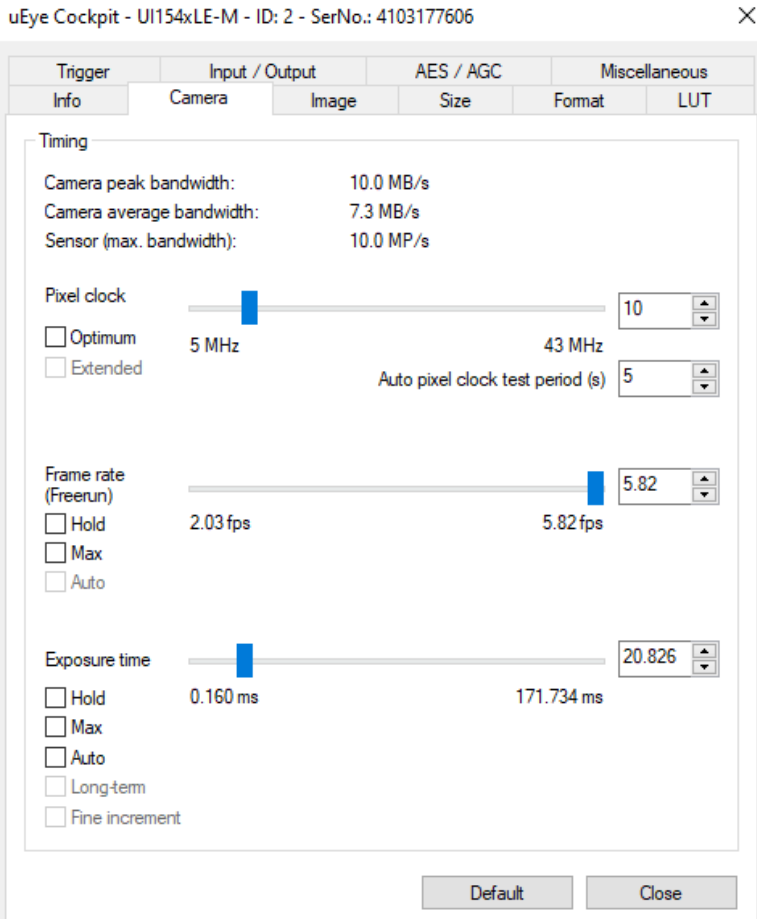 uEye Cockpit - UI154xLE-M - ID: 2 - SerNo.: 4103177606
Trigger Input / Output AES / AGC Miscellaneous
Info Camera Image Size Format LUT
Timing
Camera peak bandwidth: 10.0 MB/s
Camera average bandwidth: 7.3 MB/s
Sensor (max. bandwidth): 10.0 MP/s
Pixel clock 10
Optimum 5 MHz 43 MHz
Extended Auto pixel clock test period (s) 5
Frame rate 5.82
(Freerun)
Hold 2.03 fps 5.82 fps
Max
Auto
Exposure time 20.826
Hold 0.160 ms 171.734 ms
Max
Auto
Long-term
Fine increment
Default Close